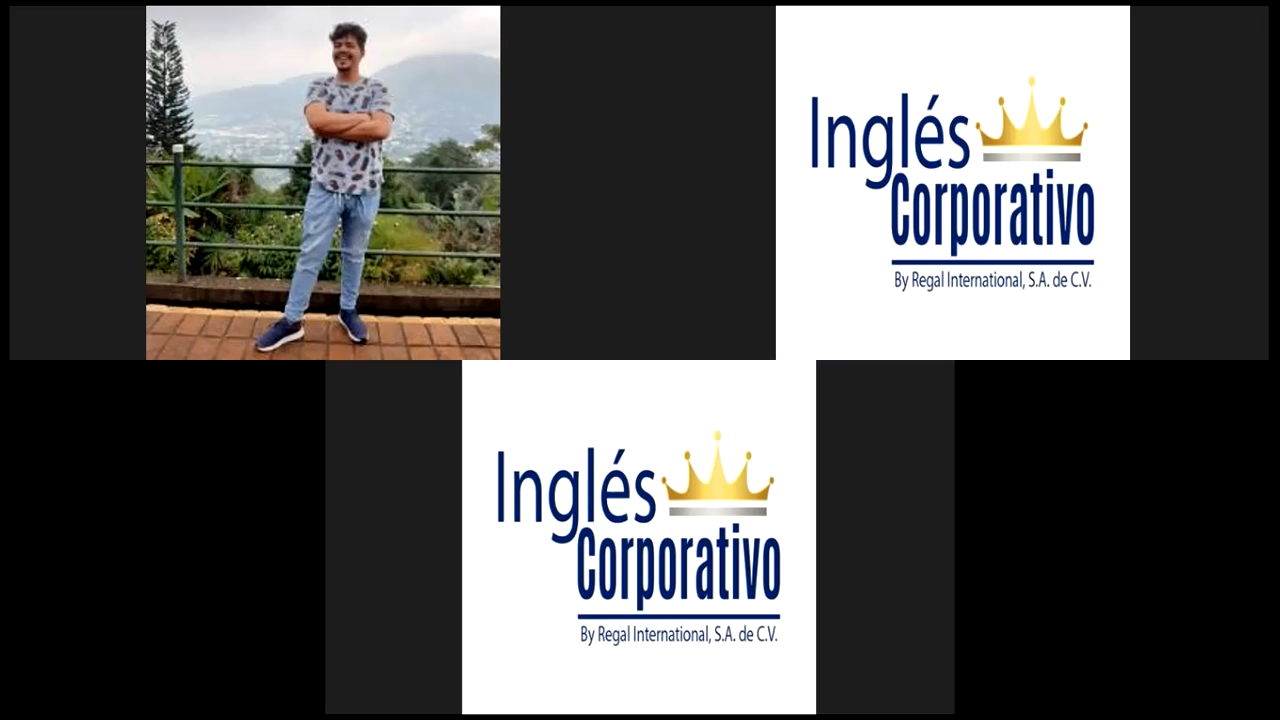 Inglés
Corporativo
By Regal International, S.A. de C.V.
Inglés
Corporativo
By Regal International, S.A. de C.V.